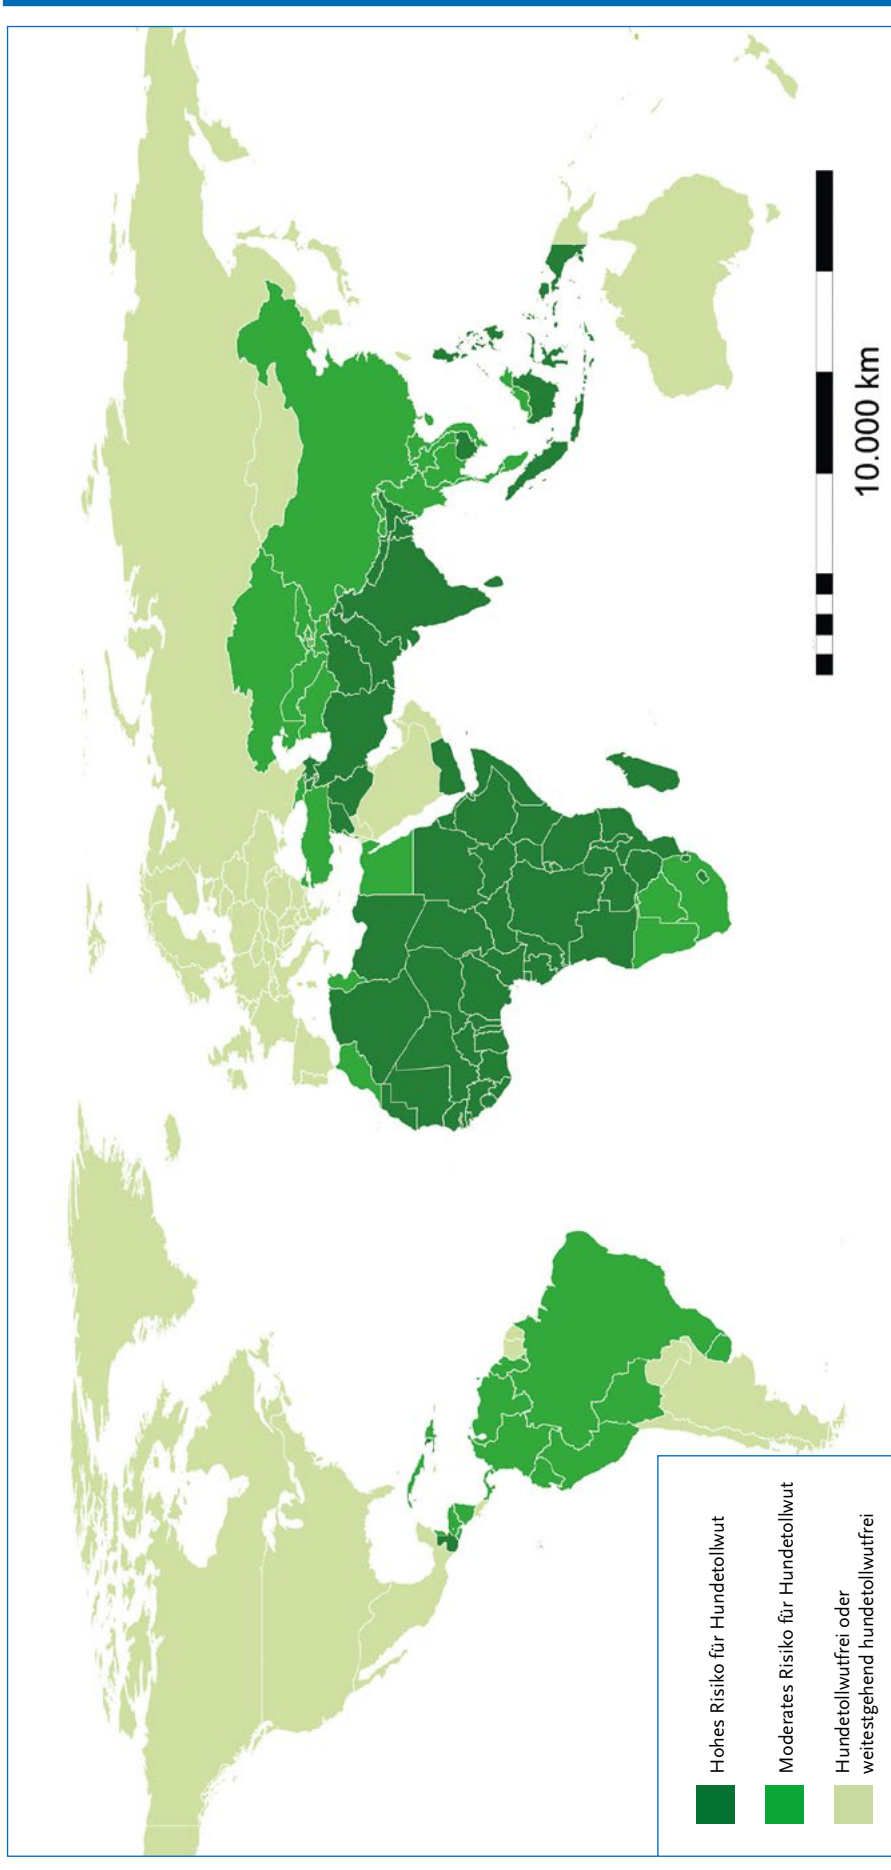 10.000 km
Hohes Risiko für Hundetollwut
Moderates Risiko für Hundetollwut
Hundetollwutfrei oder
weitestgehend hundetollwutfrei